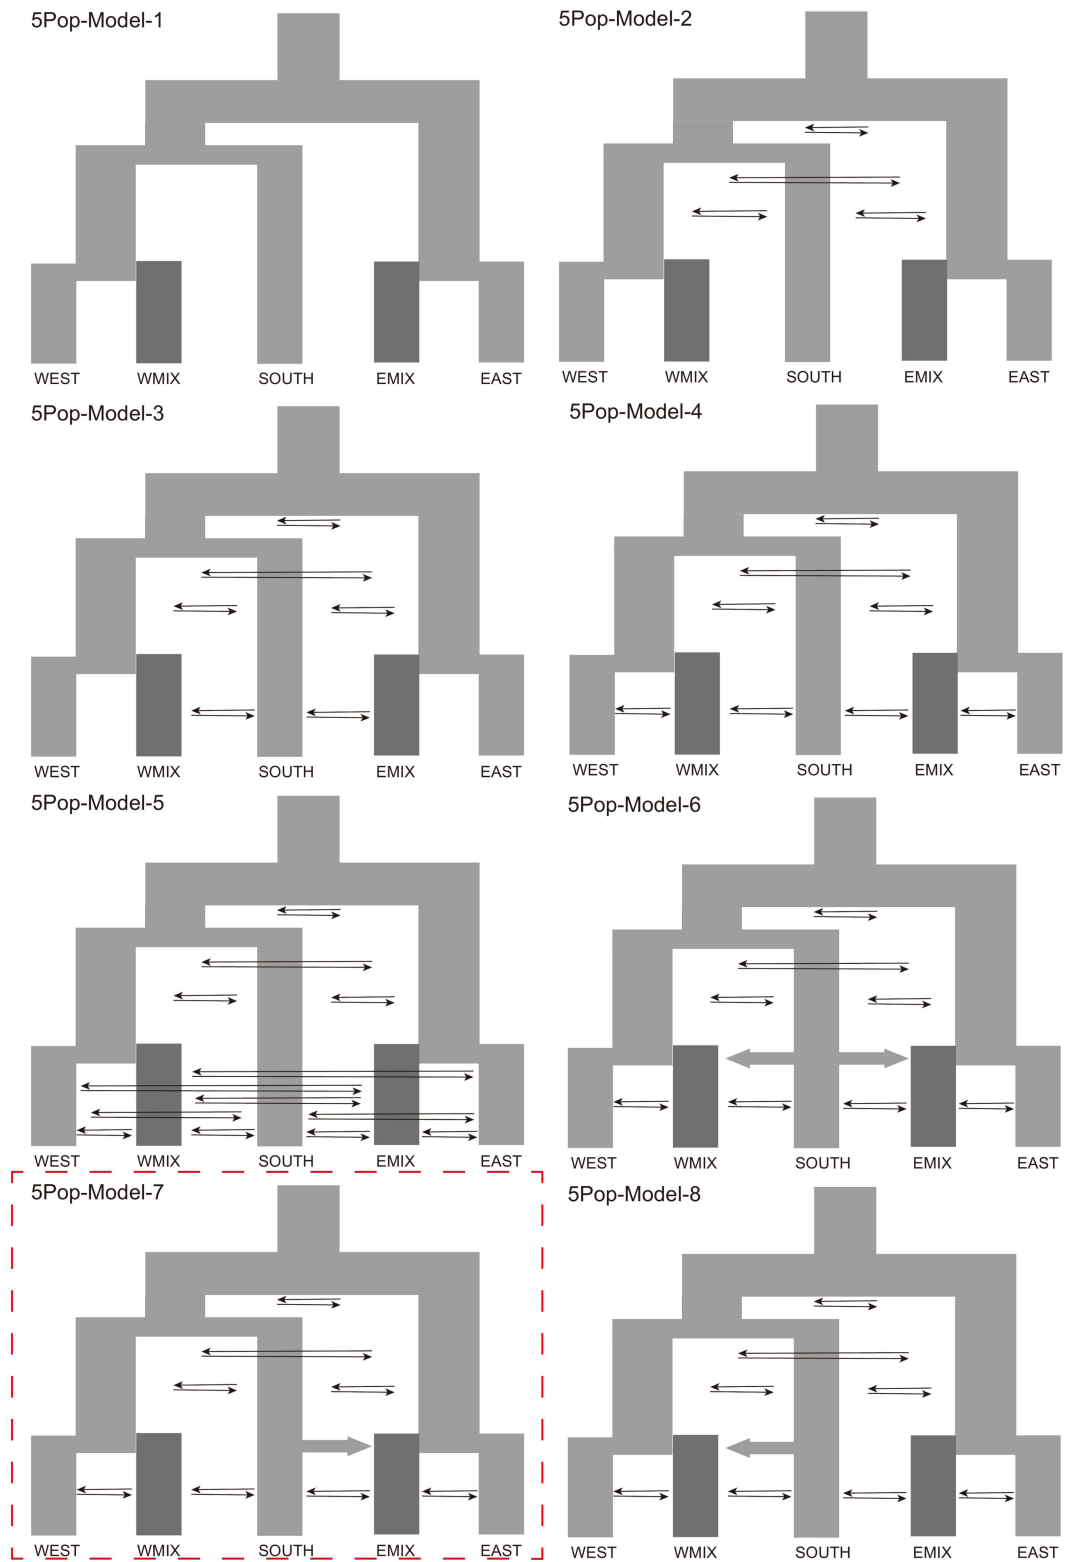 5Pop-Model-1 5Pop-Model-2
WEST WMIX SOUTH EMIX EAST WEST WMIX SOUTH EMIX EAST
5Pop-Model-3 5Pop-Model-4
WEST WMIX SOUTH EMIX EAST WEST WMIX SOUTH EMIX EAST
5Pop-Model-5 5Pop-Model-6
WEST WMIX SOUTH EMIX EAST WEST WMIX SOUTH EMIX EAST
5Pop-Model-7 5Pop-Model-8
WEST WMIX SOUTH EMIX EAST WEST WMIX SOUTH EMIX EAST